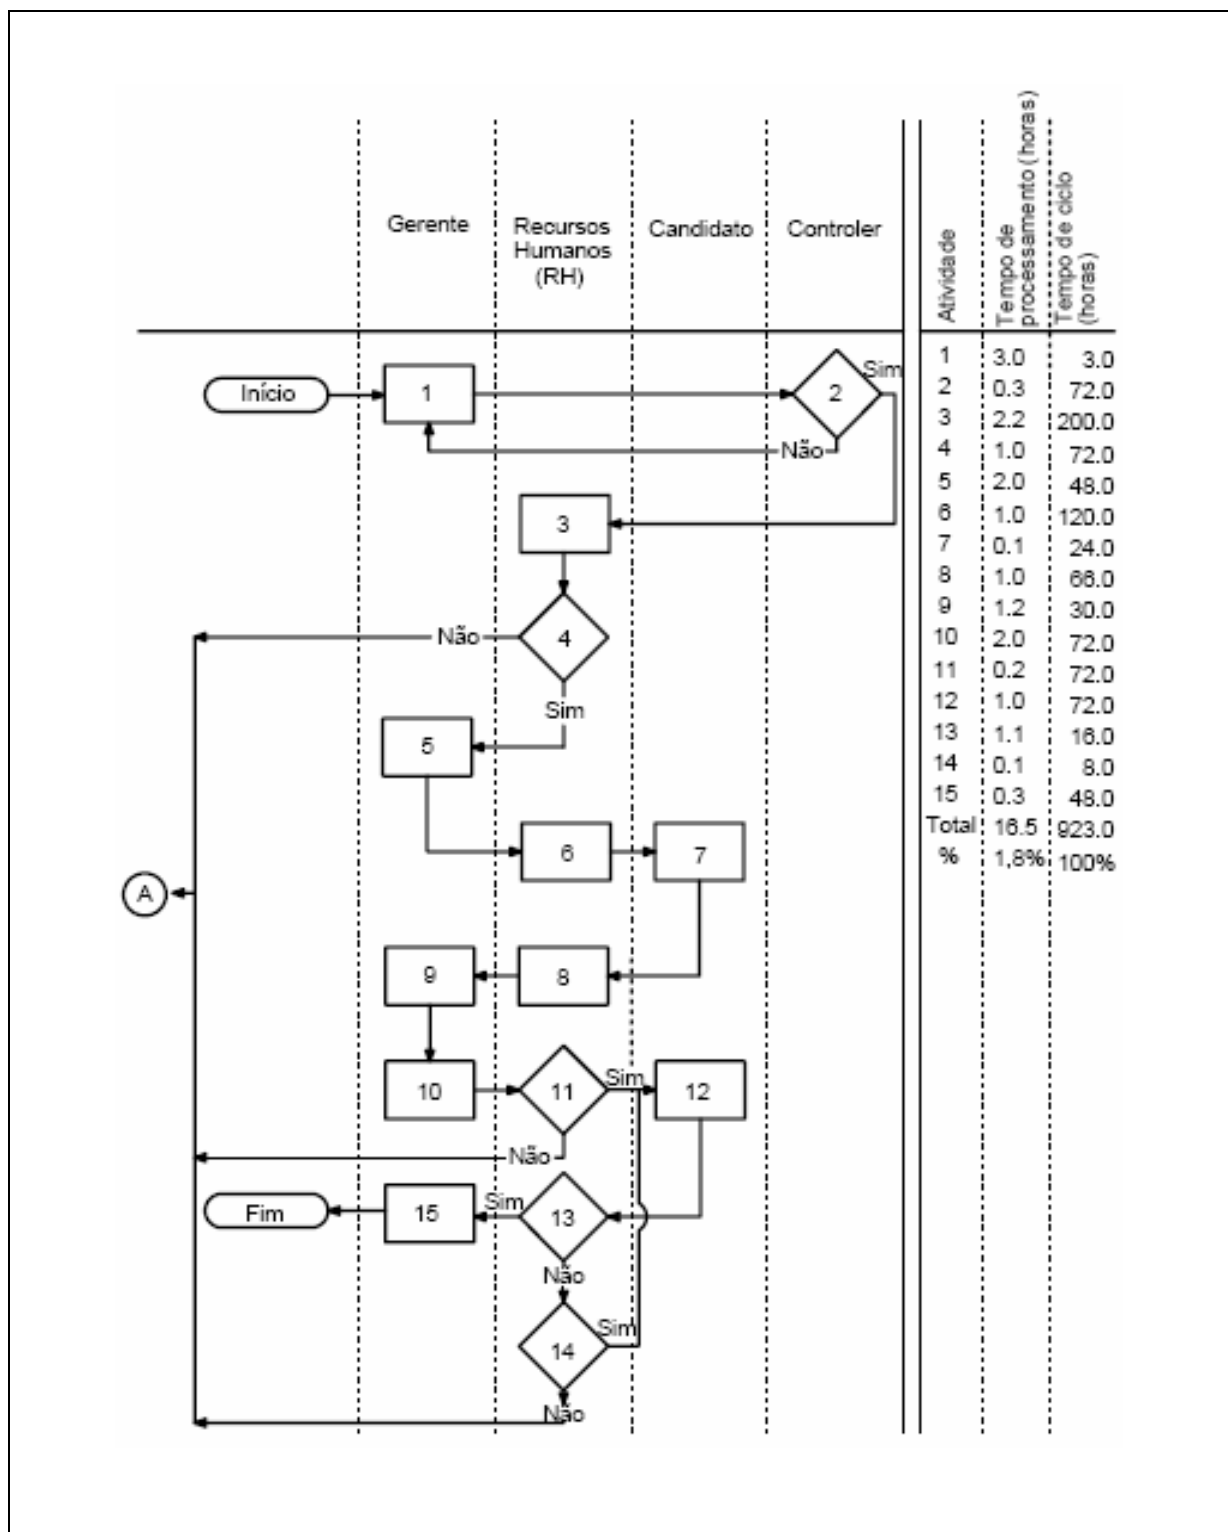 Gerente
Recursos
Humanos
(RH)
Candidato
Controler
Atividade
Tempo de
processamento (horas)
Tempo de ciclo
(horas)
Início
1
2
Sim
Não
3
4
Não
Sim
5
6
7
A
9
8
10
11
Sim
12
Não
Fim
15
Sim
13
Não
14
Sim
Não
1 3.0 3.0
2 0.3 72.0
3 2.2 200.0
4 1.0 72.0
5 2.0 48.0
6 1.0 120.0
7 0.1 24.0
8 1.0 66.0
9 1.2 30.0
10 2.0 72.0
11 0.2 72.0
12 1.0 72.0
13 1.1 16.0
14 0.1 8.0
15 0.3 48.0
Total 16.5 923.0
% 1,8% 100%